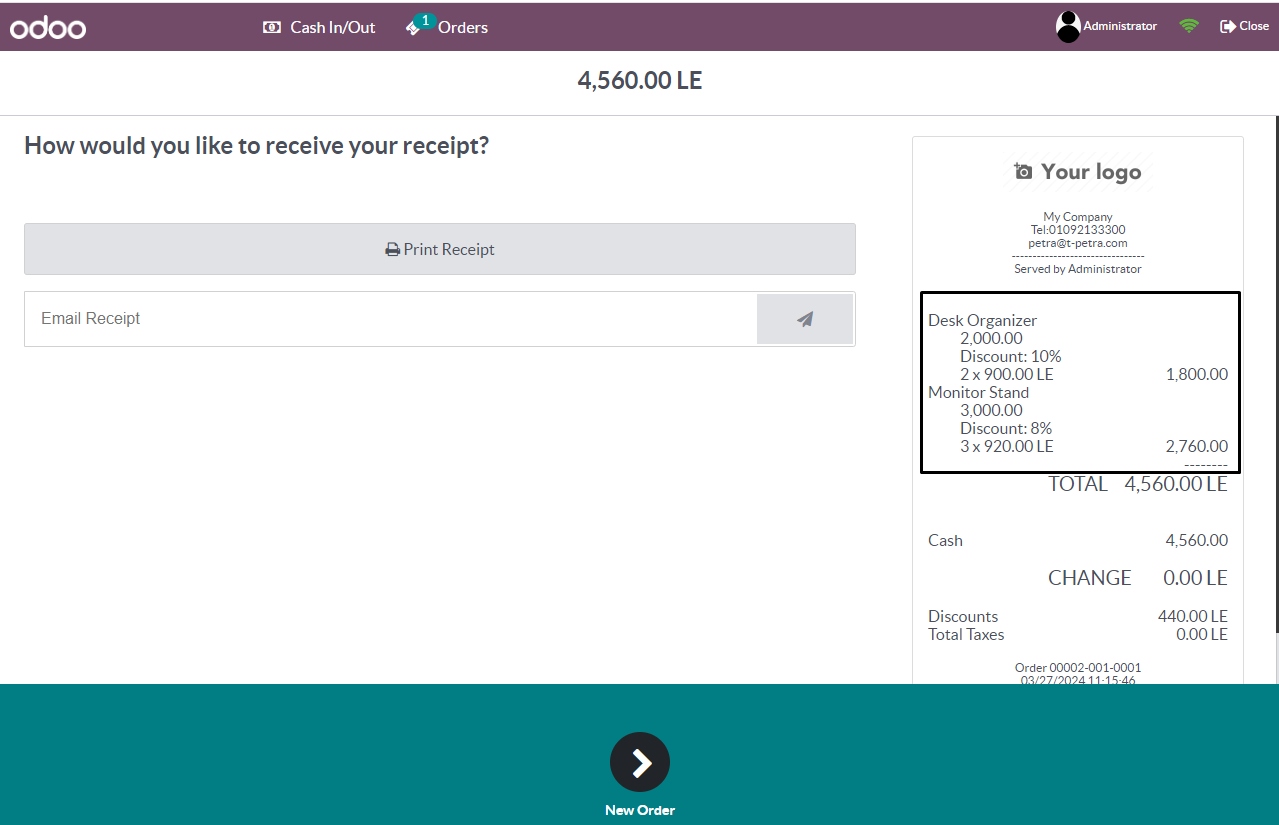 odoo
Cash In/Out
1
Orders
Administrator
Close
4,560.00 LE
How would you like to receive your receipt?
Print Receipt
Email Receipt
Your logo
My Company
Tel:01092133300
petra@t-petra.com
--------------------------------
Served by Administrator
Desk Organizer
2,000.00
Discount: 10%
2 x 900.00 LE 1,800.00
Monitor Stand
3,000.00
Discount: 8%
3 x 920.00 LE 2,760.00
--------
TOTAL 4,560.00 LE
Cash 4,560.00
CHANGE 0.00 LE
Discounts 440.00 LE
Total Taxes 0.00 LE
Order 00002-001-0001
03/27/2024 11:15:46
New Order